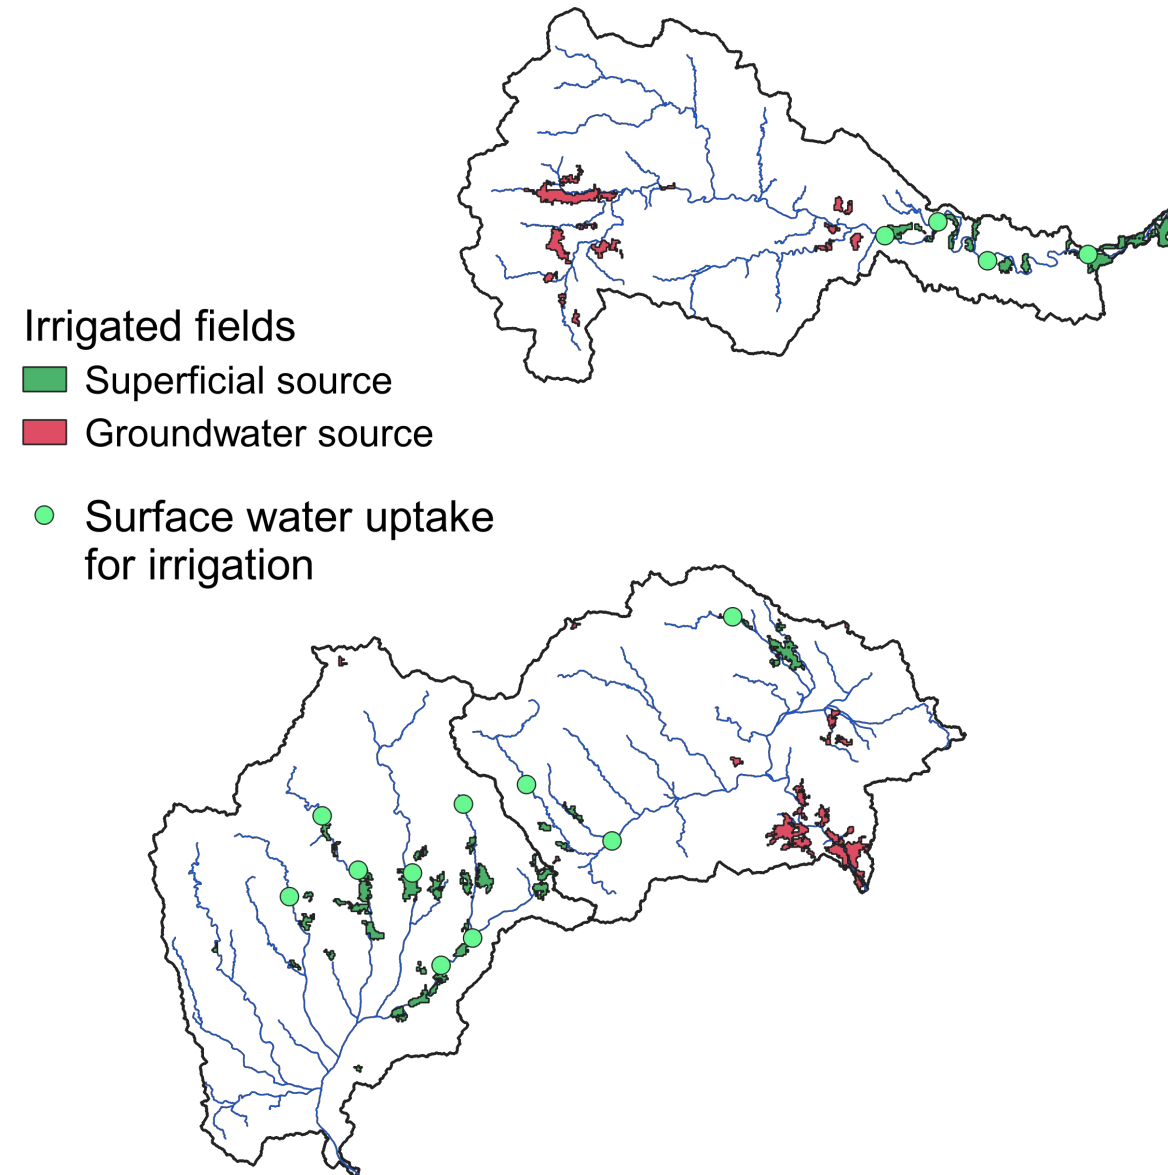 Irrigated fields
Superficial source
Groundwater source
Surface water uptake
for irrigation